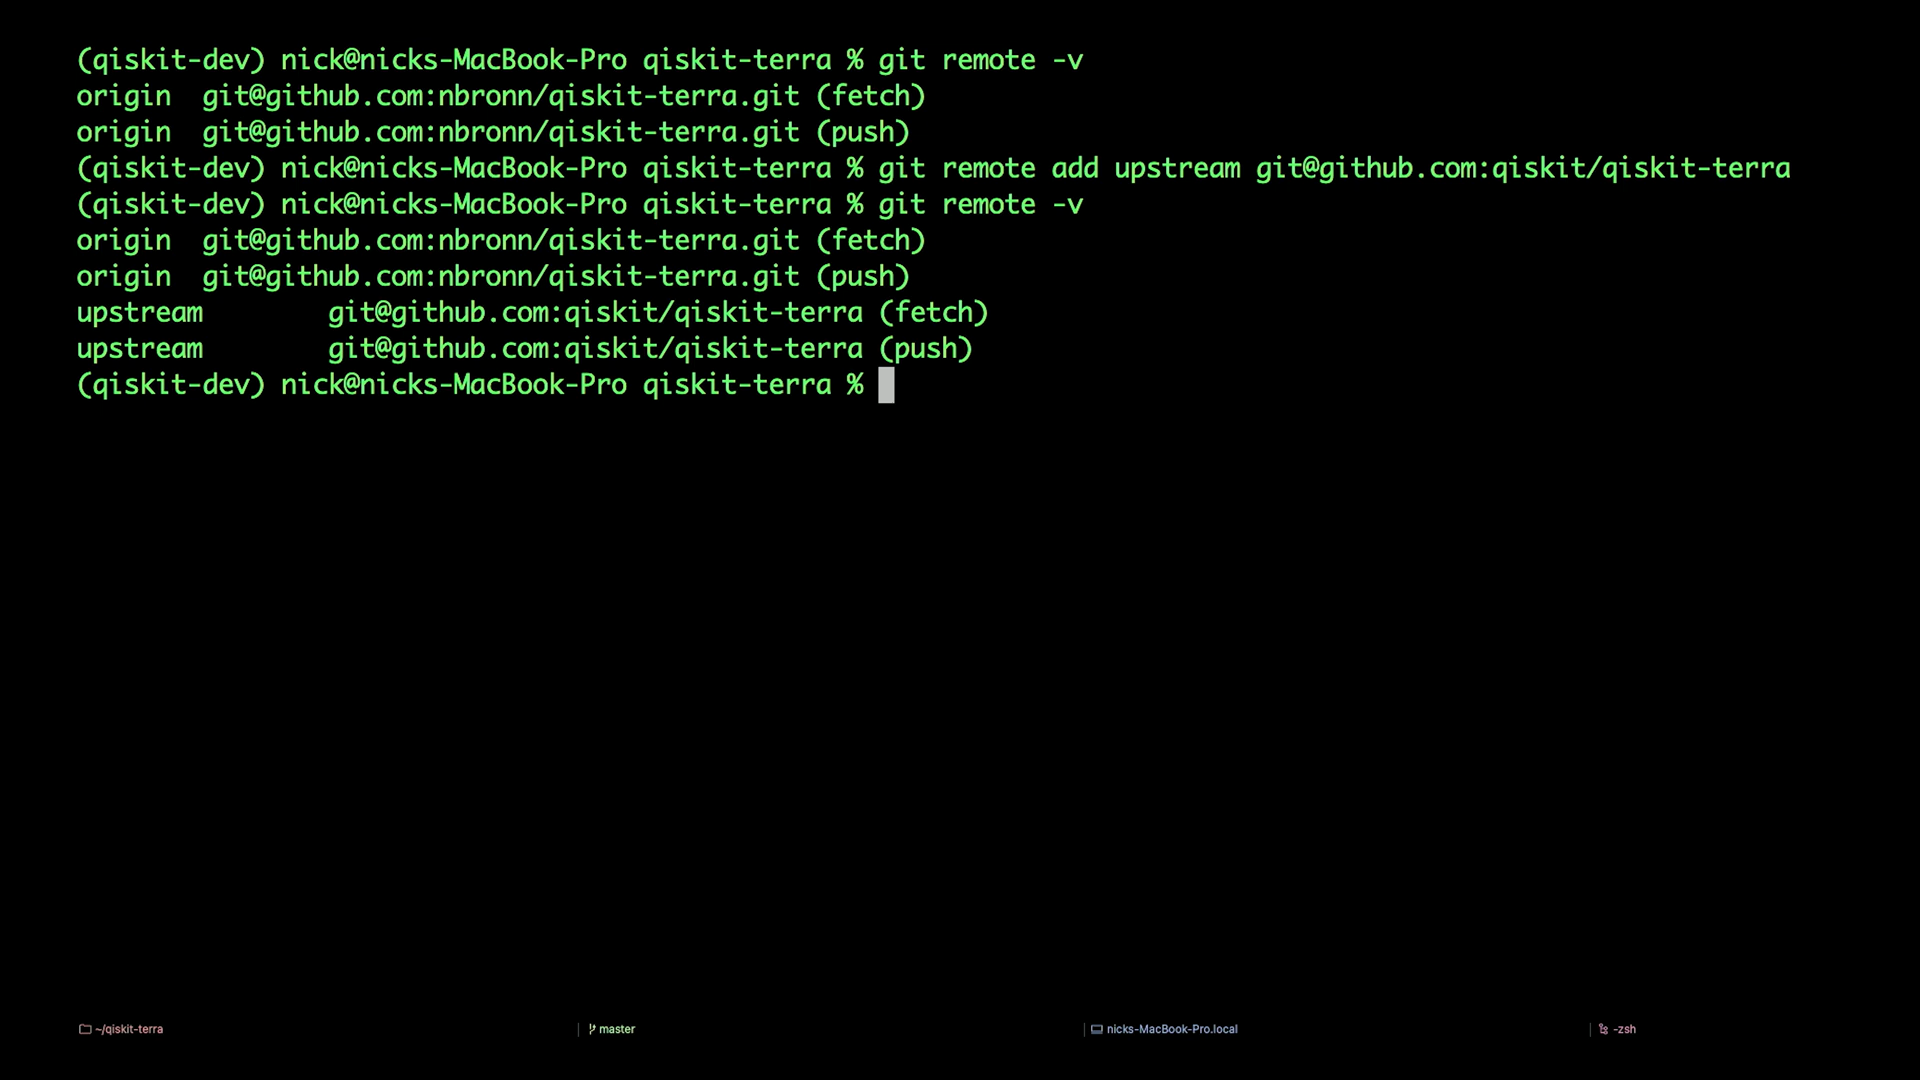 (qiskit-dev) nick@nicks-MacBook-Pro qiskit-terra % git remote -v
origin  git@github.com:nbronn/qiskit-terra.git (fetch)
origin  git@github.com:nbronn/qiskit-terra.git (push)
(qiskit-dev) nick@nicks-MacBook-Pro qiskit-terra % git remote add upstream git@github.com:qiskit/qiskit-terra
(qiskit-dev) nick@nicks-MacBook-Pro qiskit-terra % git remote -v
origin  git@github.com:nbronn/qiskit-terra.git (fetch)
origin  git@github.com:nbronn/qiskit-terra.git (push)
upstream        git@github.com:qiskit/qiskit-terra (fetch)
upstream        git@github.com:qiskit/qiskit-terra (push)
(qiskit-dev) nick@nicks-MacBook-Pro qiskit-terra %
~/qiskit-terra master nicks-MacBook-Pro.local -zsh